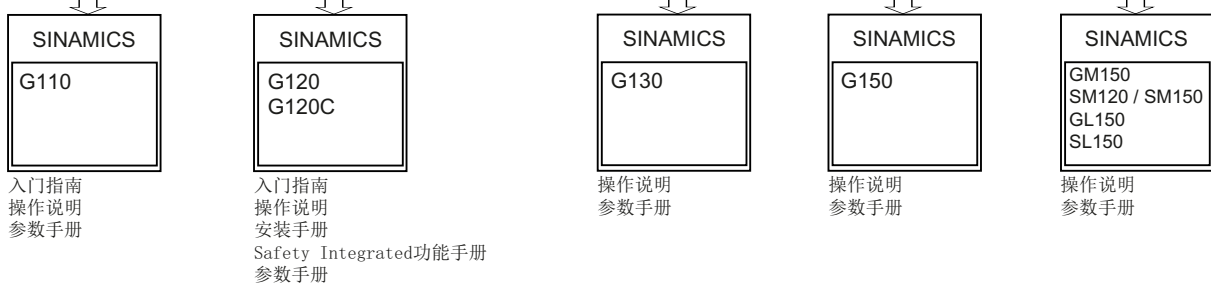 SINAMICS
G110
入门指南
操作说明
参数手册
SINAMICS
G120
G120C
入门指南
操作说明
安装手册
Safety Integrated功能手册
参数手册
SINAMICS
G130
操作说明
参数手册
SINAMICS
G150
操作说明
参数手册
SINAMICS
GM150
SM120 / SM150
GL150
SL150
操作说明
参数手册